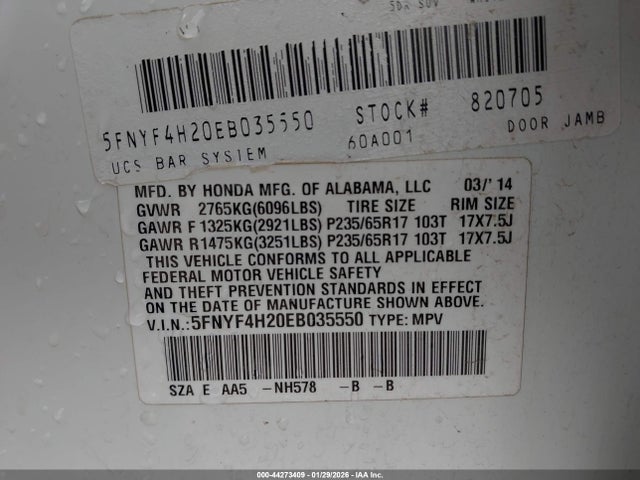 5DR SUV
5FNYF4H20EB035550 STOCK# 820705
UCS BAR SYSTEM 60A001 DOOR JAMB
MFD. BY HONDA MFG. OF ALABAMA, LLC 03/'14
GVWR 2765KG(6096LBS) TIRE SIZE RIM SIZE
GAWR F 1325KG(2921LBS) P235/65R17 103T 17X7.5J
GAWR R1475KG(3251LBS) P235/65R17 103T 17X7.5J
THIS VEHICLE CONFORMS TO ALL APPLICABLE
FEDERAL MOTOR VEHICLE SAFETY
AND THEFT PREVENTION STANDARDS IN EFFECT
ON THE DATE OF MANUFACTURE SHOWN ABOVE.
V.I.N.:5FNYF4H20EB035550 TYPE: MPV
SZA E AA5 -NH578 -B -B
000-44273409 - 01/29/2026 - IAA Inc.